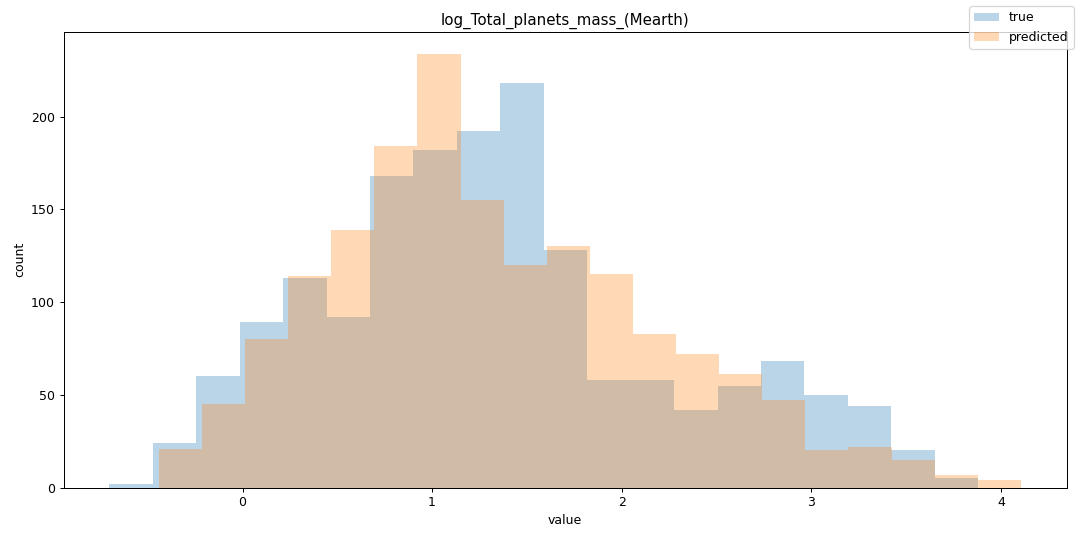 log_Total_planets_mass_(Mearth)
true
predicted
200
150
100
50
0
count
0 1 2 3 4
value